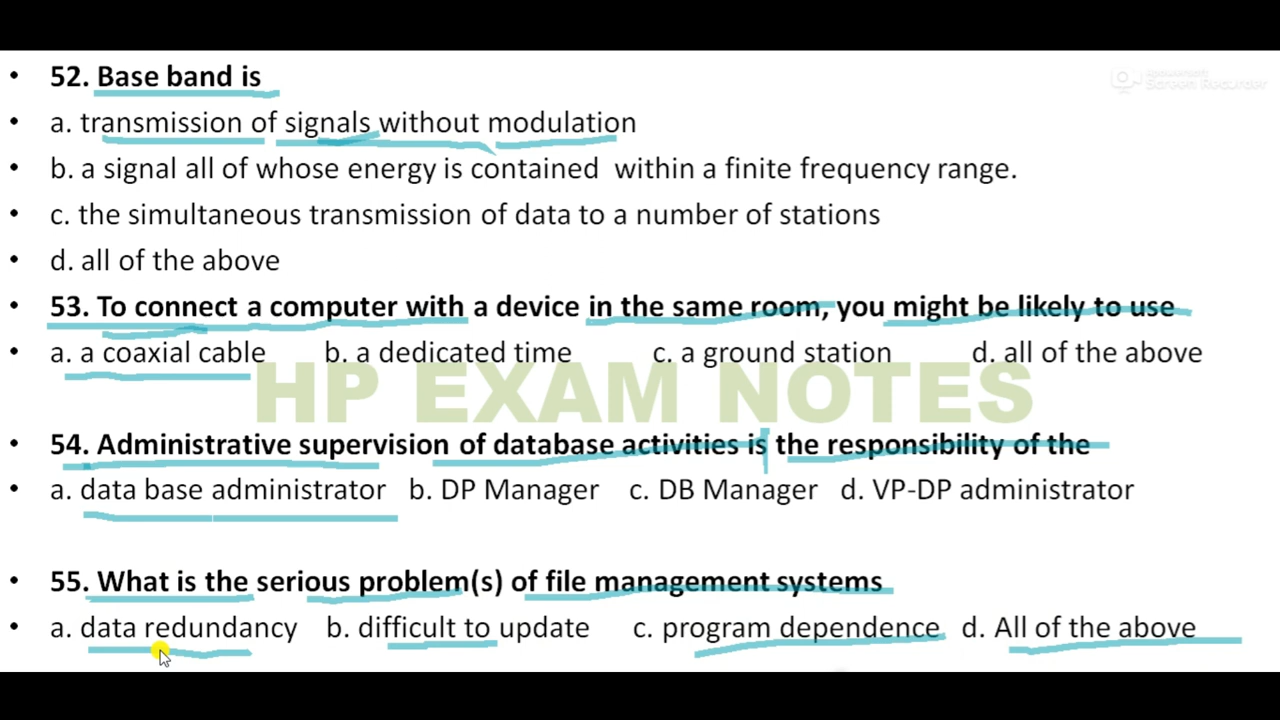 • 52. Base band is
Apowersoft
Screen Recorder
• a. transmission of signals without modulation
• b. a signal all of whose energy is contained  within a finite frequency range.
• c. the simultaneous transmission of data to a number of stations
• d. all of the above
• 53. To connect a computer with a device in the same room, you might be likely to use
• a. a coaxial cable b. a dedicated time c. a ground station d. all of the above
HP EXAM NOTES
• 54. Administrative supervision of database activities is the responsibility of the
• a. data base administrator b. DP Manager c. DB Manager d. VP-DP administrator
• 55. What is the serious problem(s) of file management systems
• a. data redundancy b. difficult to update c. program dependence d. All of the above